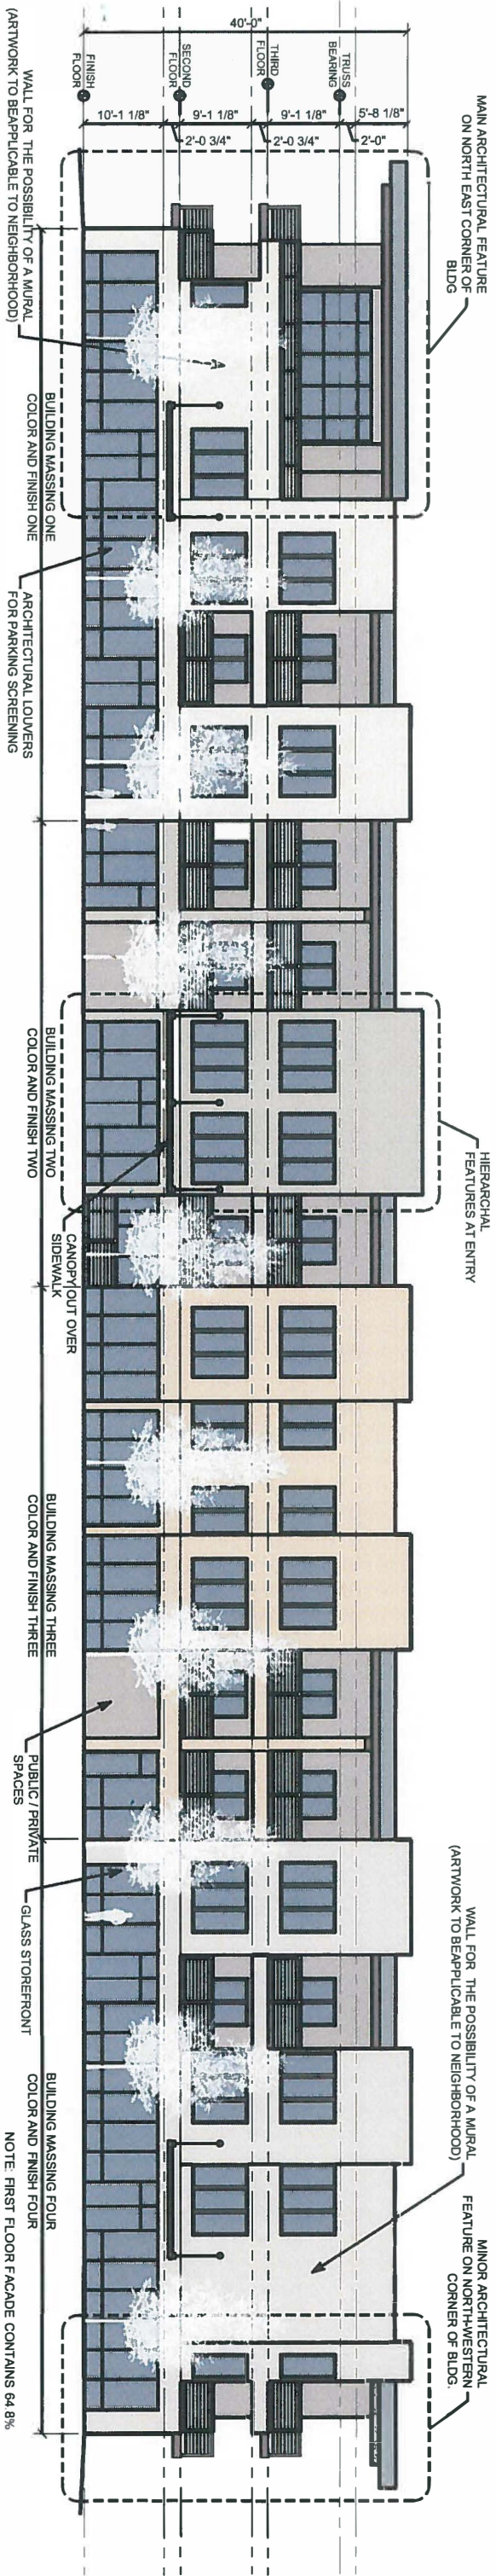 MAIN ARCHITECTURAL FEATURE
ON NORTH EAST CORNER OF
BLDG
HIERARCHAL
FEATURES AT ENTRY
WALL FOR THE POSSIBILITY OF A MURAL
(ARTWORK TO BEAPPLICABLE TO NEIGHBORHOOD)
MINOR ARCHITECTURAL
FEATURE ON NORTH-WESTERN
CORNER OF BLDG.
40'-0"
TRUSS
BEARING
THIRD
FLOOR
SECOND
FLOOR
FINISH
FLOOR
5'-8 1/8"
2'-0"
9'-1 1/8"
2'-0 3/4"
9'-1 1/8"
2'-0 3/4"
10'-1 1/8"
WALL FOR THE POSSIBILITY OF A MURAL
(ARTWORK TO BEAPPLICABLE TO NEIGHBORHOOD)
BUILDING MASSING ONE
COLOR AND FINISH ONE
ARCHITECTURAL LOUVERS
FOR PARKING SCREENING
BUILDING MASSING TWO
COLOR AND FINISH TWO
CANOPY OUT OVER
SIDEWALK
BUILDING MASSING THREE
COLOR AND FINISH THREE
PUBLIC / PRIVATE
SPACES
GLASS STOREFRONT
BUILDING MASSING FOUR
COLOR AND FINISH FOUR
NOTE: FIRST FLOOR FACADE CONTAINS 64.8%